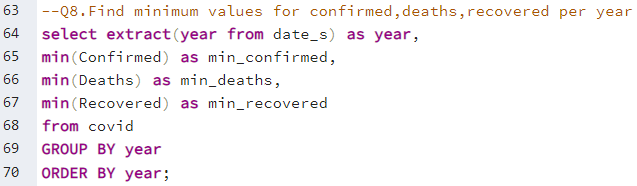 63 --Q8.Find minimum values for confirmed,deaths,recovered per year
64 select extract(year from date_s) as year,
65 min(Confirmed) as min_confirmed,
66 min(Deaths) as min_deaths,
67 min(Recovered) as min_recovered
68 from covid
69 GROUP BY year
70 ORDER BY year;